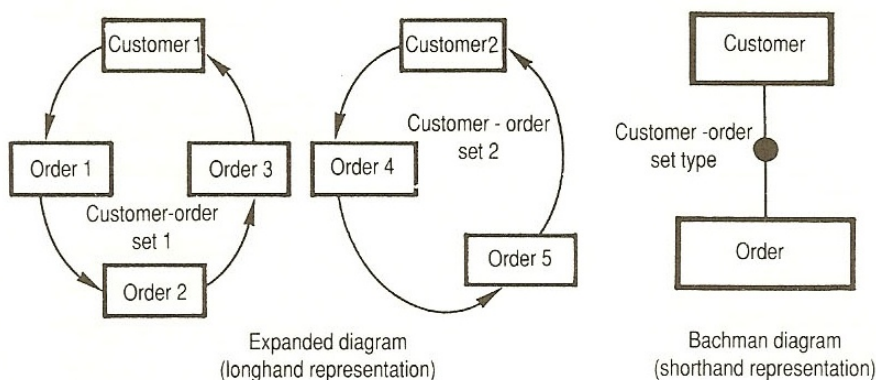 Customer 1
Order 1
Order 3
Customer-order
set 1
Order 2
Customer2
Order 4
Customer - order
set 2
Order 5
Expanded diagram
(longhand representation)
Customer
Customer -order
set type
Order
Bachman diagram
(shorthand representation)